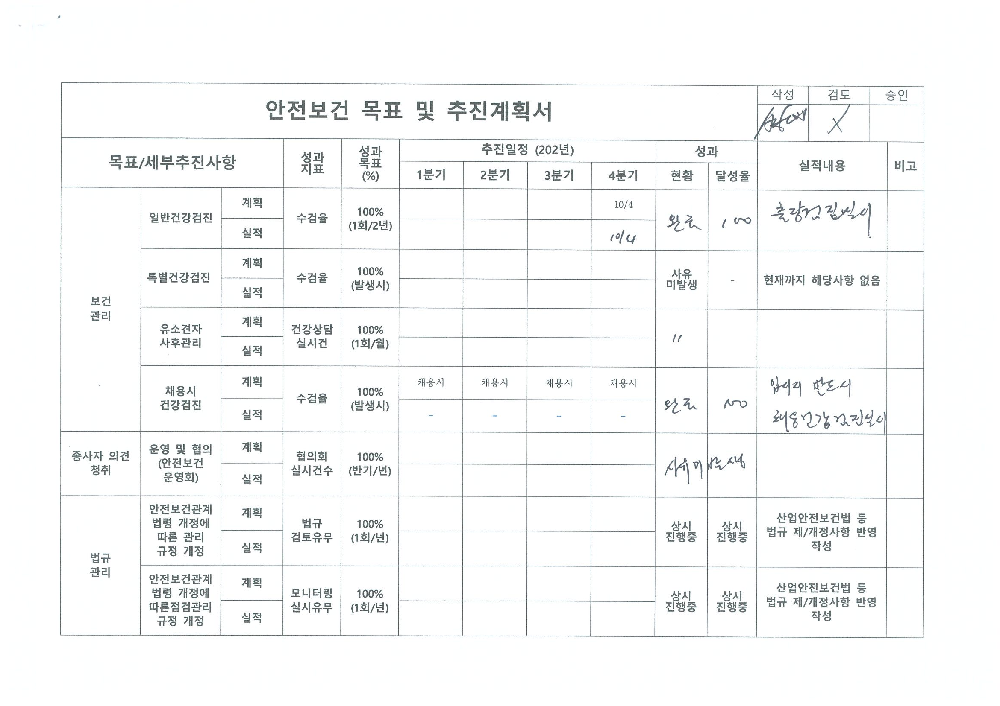 안전보건 목표 및 추진계획서
작성 검토 승인
목표/세부추진사항
성과
지표
성과
목표
(%)
추진일정 (202년)
1분기 2분기 3분기 4분기
성과
현황 달성율
실적내용
비고
보건
관리
일반건강검진
계획
실적
수검율
100%
(1회/2년)
10/4
10/4
완료
100
출장검진실시
특별건강검진
계획
실적
수검율
100%
(발생시)
사유
미발생
-
현재까지 해당사항 없음
유소견자
사후관리
계획
실적
건강상담
실시건
100%
(1회/월)
〃
채용시
건강검진
계획
실적
수검율
100%
(발생시)
채용시 채용시 채용시 채용시
- - - -
완료
100
입사자 반드시
채용건강검진실시
종사자 의견
청취
운영 및 협의
(안전보건
운영회)
계획
실적
협의회
실시건수
100%
(반기/년)
사유미발생
법규
관리
안전보건관계
법령 개정에
따른 관리
규정 개정
계획
실적
법규
검토유무
100%
(1회/년)
상시
진행중
상시
진행중
산업안전보건법 등
법규 제/개정사항 반영
작성
안전보건관계
법령 개정에
따른점검관리
규정 개정
계획
실적
모니터링
실시유무
100%
(1회/년)
상시
진행중
상시
진행중
산업안전보건법 등
법규 제/개정사항 반영
작성